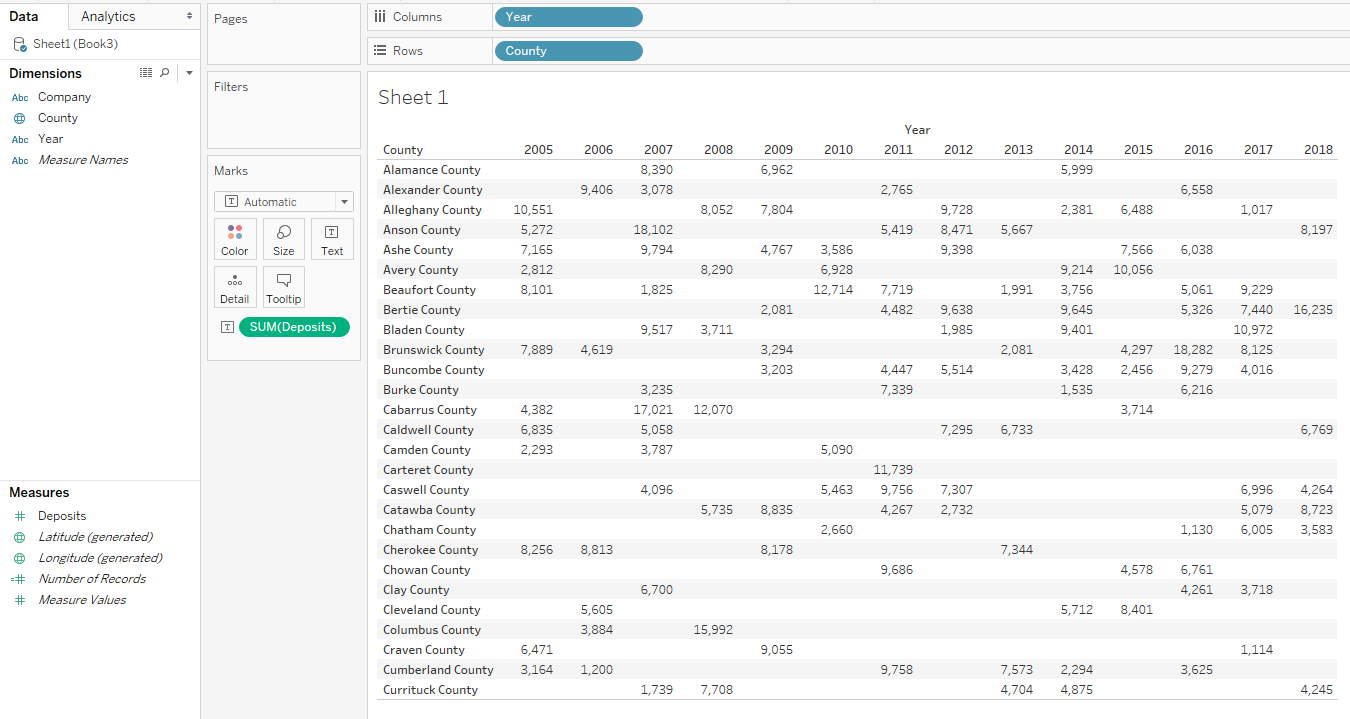 Data
Analytics
Sheet1 (Book3)
Dimensions
Abc Company
County
Abc Year
Abc Measure Names
Measures
Deposits
Latitude (generated)
Longitude (generated)
Number of Records
Measure Values
Pages
Filters
Marks
Automatic
Color Size Text
Detail Tooltip
SUM(Deposits)
Columns Year
Rows County
Sheet 1
Year
County 2005 2006 2007 2008 2009 2010 2011 2012 2013 2014 2015 2016 2017 2018
Alamance County 8,390 6,962 5,999
Alexander County 9,406 3,078 2,765 6,558
Alleghany County 10,551 8,052 7,804 9,728 2,381 6,488 1,017
Anson County 5,272 18,102 5,419 8,471 5,667 8,197
Ashe County 7,165 9,794 4,767 3,586 9,398 7,566 6,038
Avery County 2,812 8,290 6,928 9,214 10,056
Beaufort County 8,101 1,825 12,714 7,719 1,991 3,756 5,061 9,229
Bertie County 2,081 4,482 9,638 9,645 5,326 7,440 16,235
Bladen County 9,517 3,711 1,985 9,401 10,972
Brunswick County 7,889 4,619 3,294 2,081 4,297 18,282 8,125
Buncombe County 3,203 4,447 5,514 3,428 2,456 9,279 4,016
Burke County 3,235 7,339 1,535 6,216
Cabarrus County 4,382 17,021 12,070 3,714
Caldwell County 6,835 5,058 7,295 6,733 6,769
Camden County 2,293 3,787 5,090
Carteret County 11,739
Caswell County 4,096 5,463 9,756 7,307 6,996 4,264
Catawba County 5,735 8,835 4,267 2,732 5,079 8,723
Chatham County 2,660 1,130 6,005 3,583
Cherokee County 8,256 8,813 8,178 7,344
Chowan County 9,686 4,578 6,761
Clay County 6,700 4,261 3,718
Cleveland County 5,605 5,712 8,401
Columbus County 3,884 15,992
Craven County 6,471 9,055 1,114
Cumberland County 3,164 1,200 9,758 7,573 2,294 3,625
Currituck County 1,739 7,708 4,704 4,875 4,245